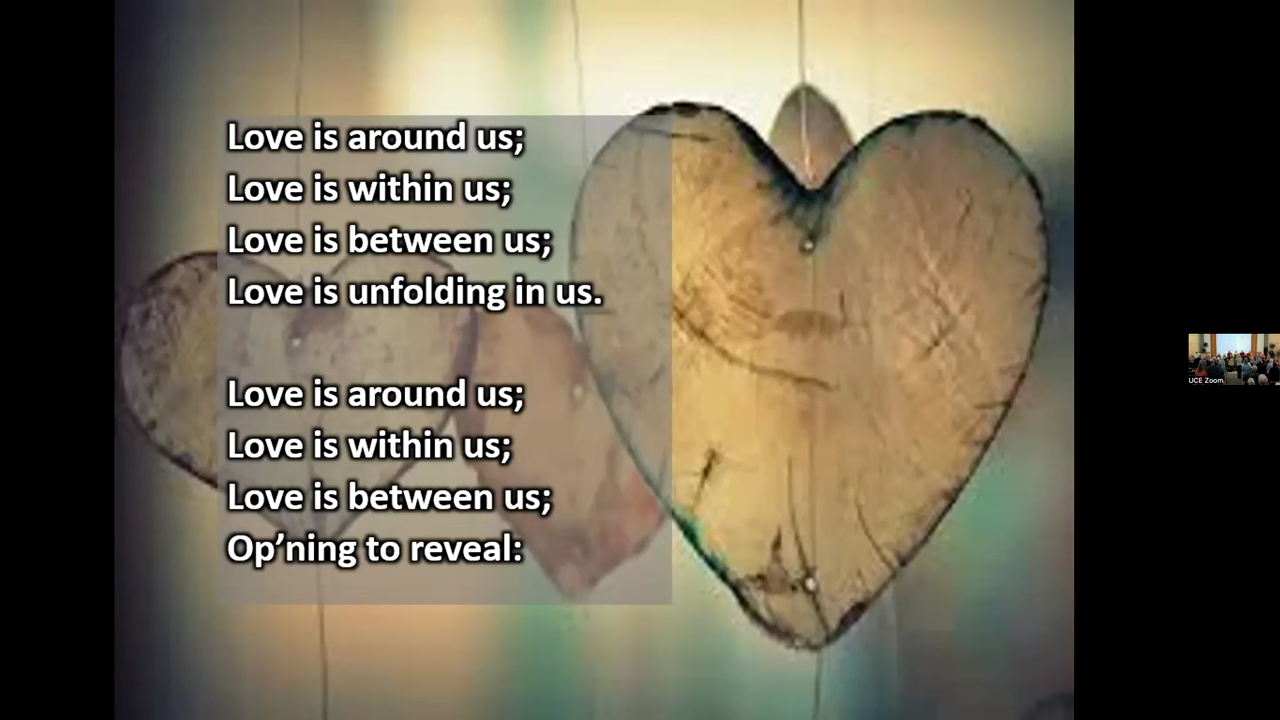 Love is around us;
Love is within us;
Love is between us;
Love is unfolding in us.
Love is around us;
Love is within us;
Love is between us;
Op’ning to reveal:
UCE Zoom